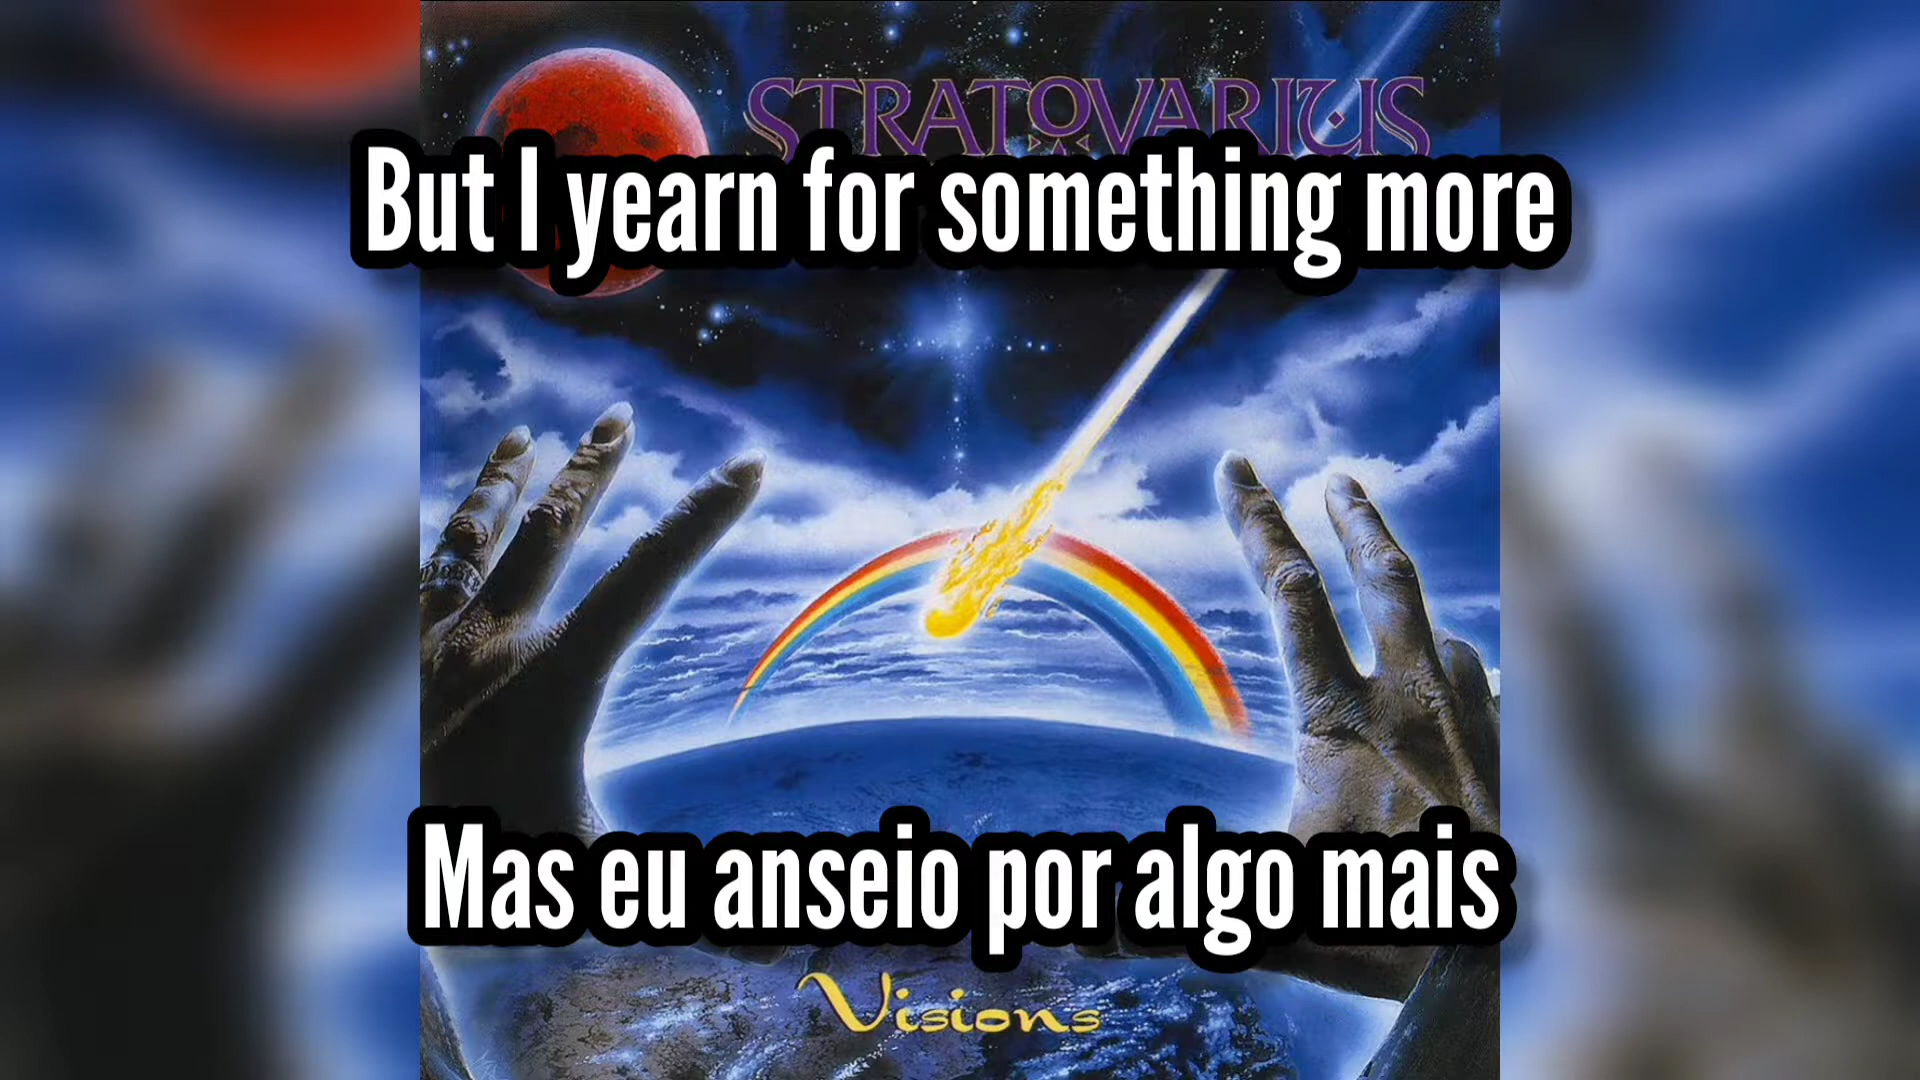 STRATOVARIUS
But I yearn for something more
Mas eu anseio por algo mais
Visions